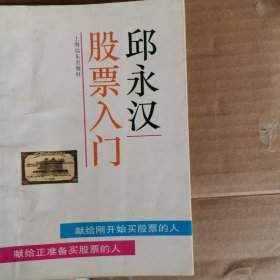 邱永汉
股票入门
上海远东出版社
献给刚开始买股票的人
献给正准备买股票的人